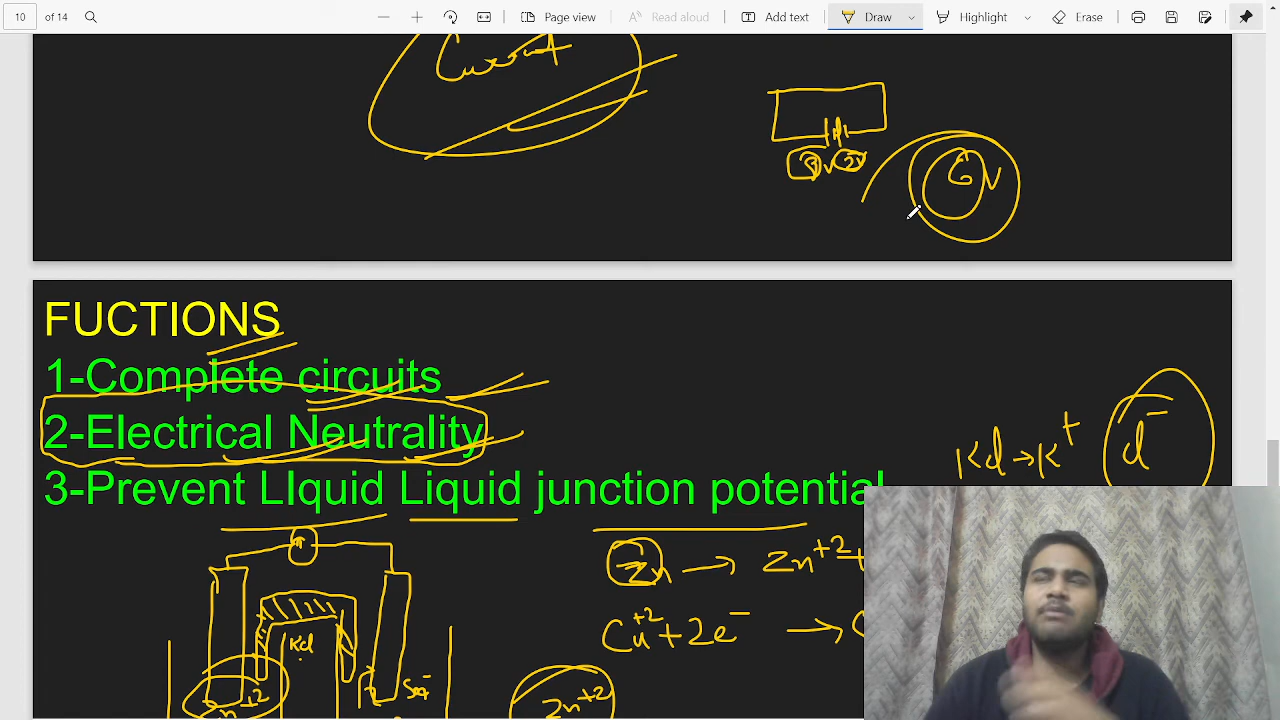 10 of 14
Page view
Read aloud
Add text
Draw
Highlight
Erase
Current
6V
FUCTIONS
1-Complete circuits
2-Electrical Neutrality
3-Prevent LIquid Liquid junction potential
Kcl → K+ cl-
Zn → Zn+2 +
Cu+2 + 2e- → C
Kcl
Zn+2